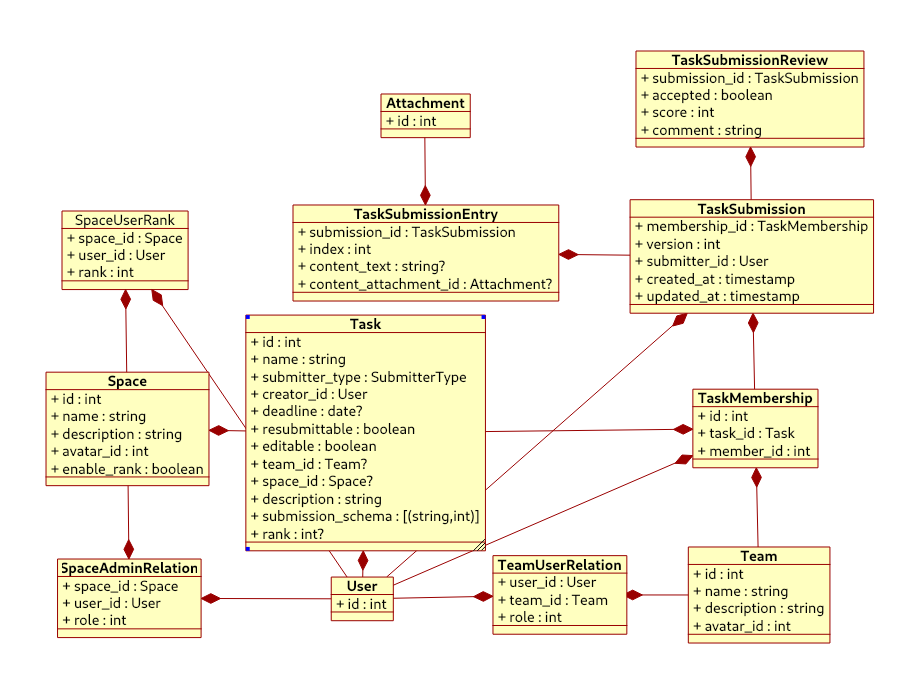 TaskSubmissionReview
+ submission_id : TaskSubmission
+ accepted : boolean
+ score : int
+ comment : string
Attachment
+ id : int
TaskSubmission
+ membership_id : TaskMembership
+ version : int
+ submitter_id : User
+ created_at : timestamp
+ updated_at : timestamp
TaskSubmissionEntry
+ submission_id : TaskSubmission
+ index : int
+ content_text : string?
+ content_attachment_id : Attachment?
SpaceUserRank
+ space_id : Space
+ user_id : User
+ rank : int
Task
+ id : int
+ name : string
+ submitter_type : SubmitterType
+ creator_id : User
+ deadline : date?
+ resubmittable : boolean
+ editable : boolean
+ team_id : Team?
+ space_id : Space?
+ description : string
+ submission_schema : [(string,int)]
+ rank : int?
Space
+ id : int
+ name : string
+ description : string
+ avatar_id : int
+ enable_rank : boolean
TaskMembership
+ id : int
+ task_id : Task
+ member_id : int
SpaceAdminRelation
+ space_id : Space
+ user_id : User
+ role : int
User
+ id : int
TeamUserRelation
+ user_id : User
+ team_id : Team
+ role : int
Team
+ id : int
+ name : string
+ description : string
+ avatar_id : int